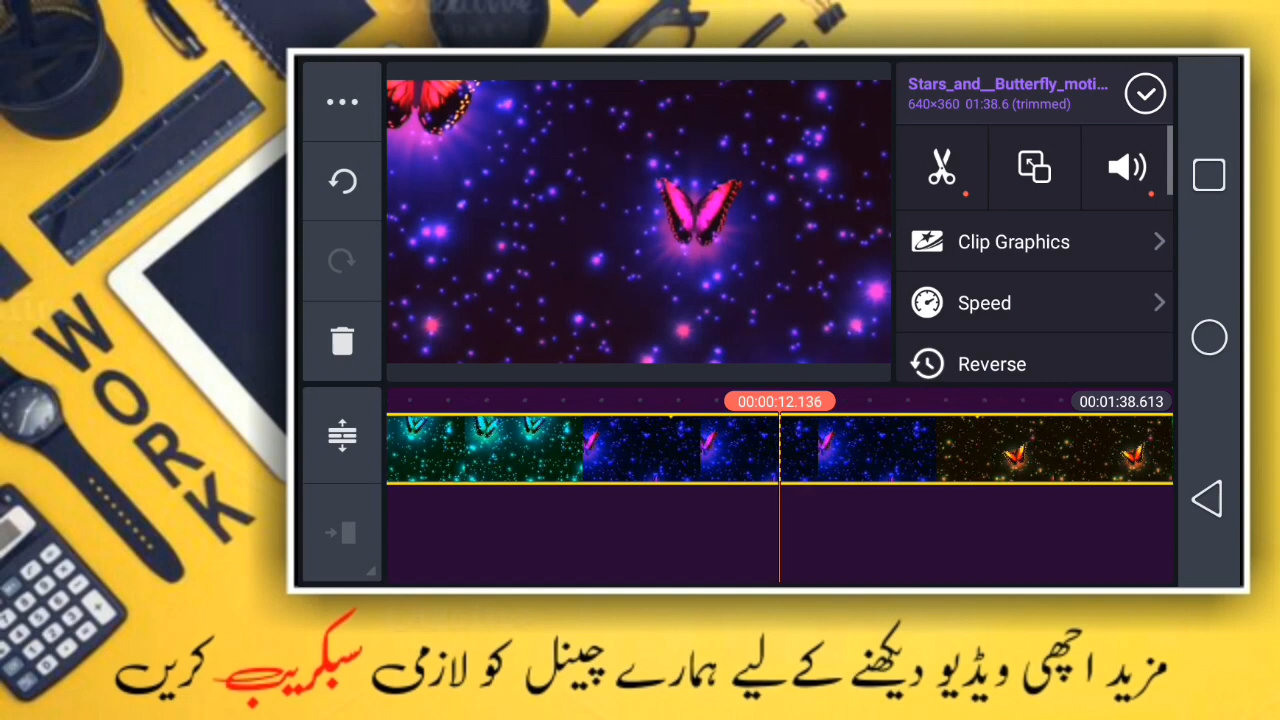 Stars_and__Butterfly_moti...
640×360 01:38.6 (trimmed)
Clip Graphics
Speed
Reverse
00:00:12.136
00:01:38.613
WORK
مزید اچھی ویڈیو دیکھنے کے لیے ہمارے چینل کو لازمی سبکریب کریں